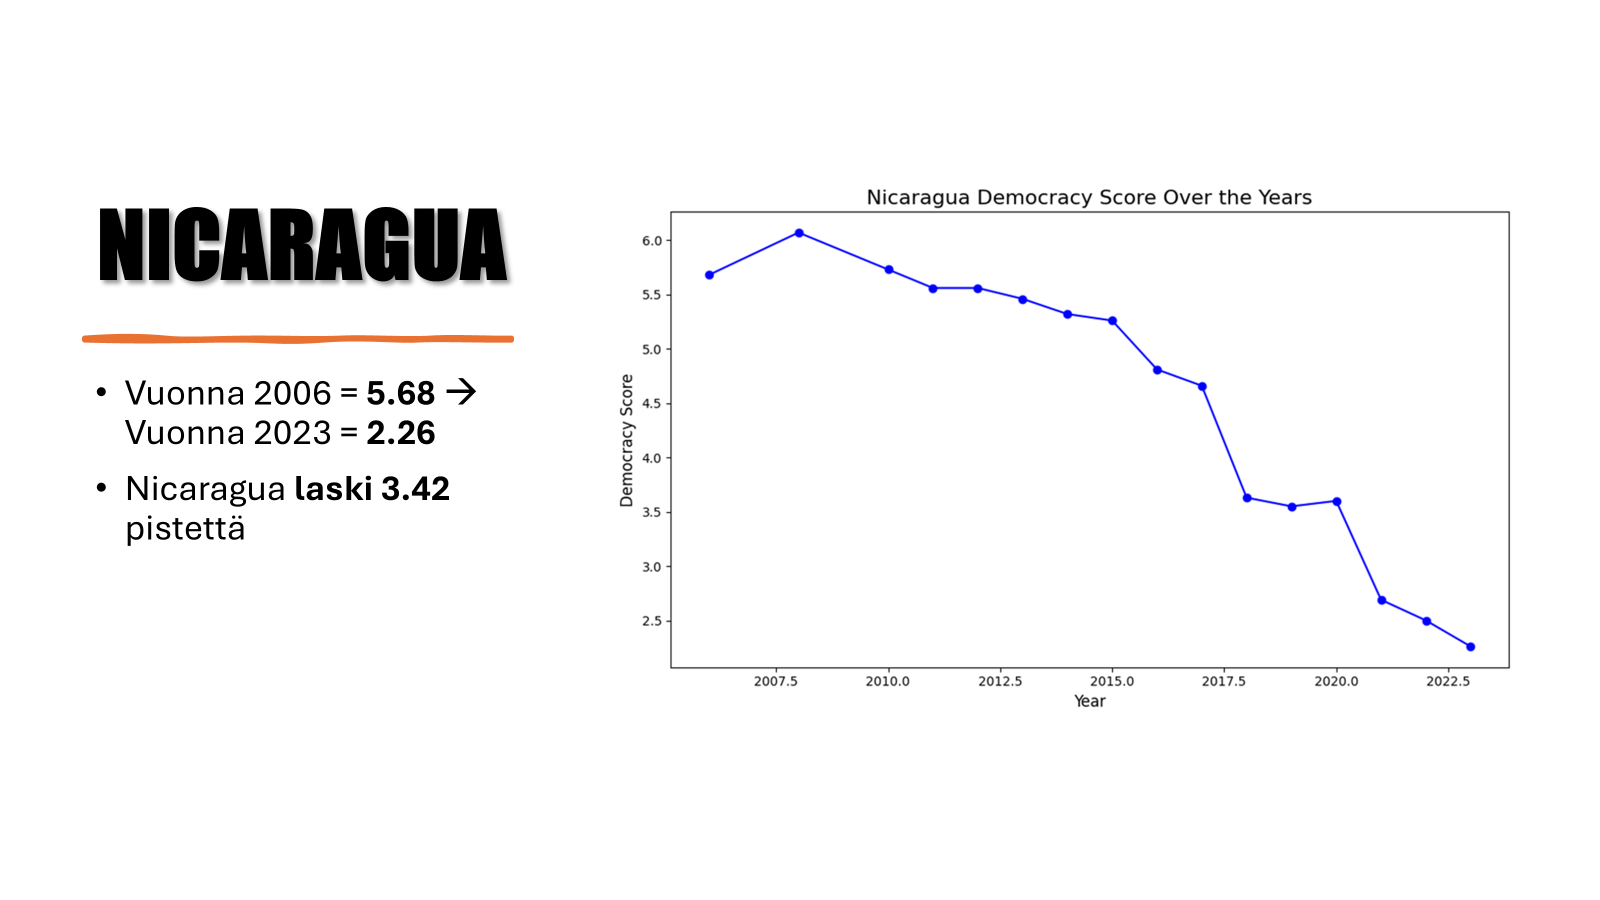 NICARAGUA
• Vuonna 2006 = 5.68 →
Vuonna 2023 = 2.26
• Nicaragua laski 3.42
pistettä
Nicaragua Democracy Score Over the Years
Democracy Score
6.0
5.5
5.0
4.5
4.0
3.5
3.0
2.5
2007.5 2010.0 2012.5 2015.0 2017.5 2020.0 2022.5
Year